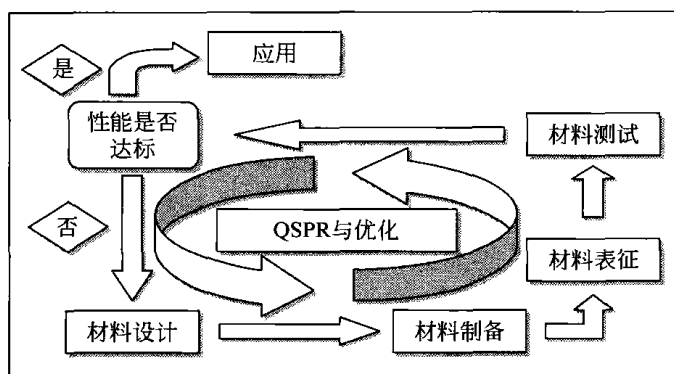 是
应用
性能是否
达标
材料测试
否
QSPR与优化
材料表征
材料设计
材料制备